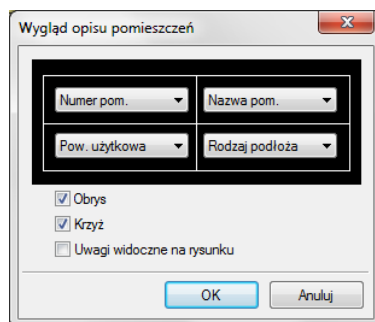 Wygląd opisu pomieszczeń
Numer pom. Nazwa pom.
Pow. użytkowa Rodzaj podłoża
Obrys
Krzyż
Uwagi widoczne na rysunku
OK Anuluj